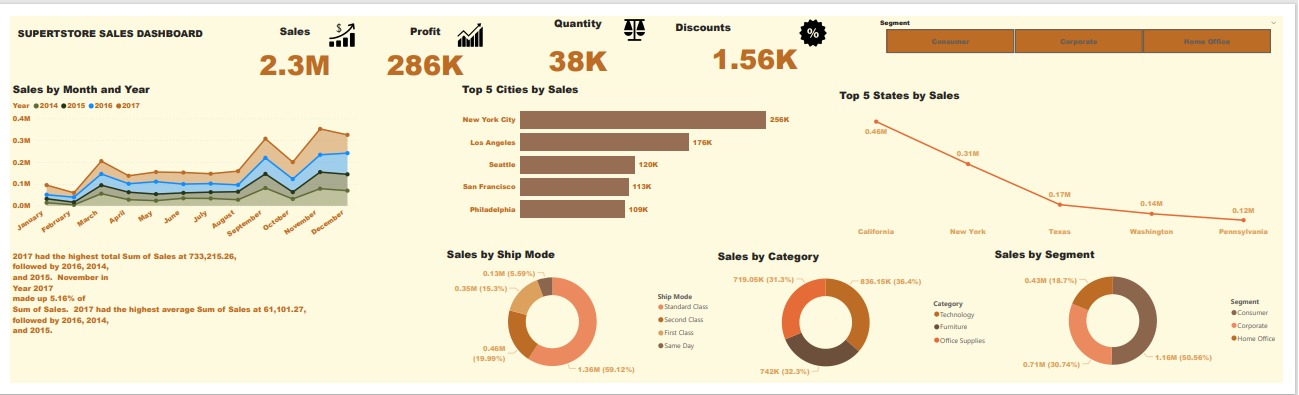 SUPERTSTORE SALES DASHBOARD
Sales
$
2.3M
Profit
286K
Quantity
38K
Discounts
%
1.56K
Segment
Consumer
Corporate
Home Office
Sales by Month and Year
Year 2014 2015 2016 2017
0.4M
0.3M
0.2M
0.1M
0.0M
January
February
March
April
May
June
July
August
September
October
November
December
2017 had the highest total Sum of Sales at 733,215.26,
followed by 2016, 2014,
and 2015. November in
Year 2017
made up 5.16% of
Sum of Sales. 2017 had the highest average Sum of Sales at 61,101.27,
followed by 2016, 2014,
and 2015.
Top 5 Cities by Sales
New York City 256K
Los Angeles 176K
Seattle 120K
San Francisco 113K
Philadelphia 109K
Top 5 States by Sales
0.46M
0.31M
0.17M
0.14M
0.12M
California
New York
Texas
Washington
Pennsylvania
Sales by Ship Mode
0.13M (5.59%)
0.35M (15.3%)
0.46M
(19.99%)
1.36M (59.12%)
Ship Mode
Standard Class
Second Class
First Class
Same Day
Sales by Category
719.05K (31.3%)
836.15K (36.4%)
742K (32.3%)
Category
Technology
Furniture
Office Supplies
Sales by Segment
0.43M (18.7%)
0.71M (30.74%)
1.16M (50.56%)
Segment
Consumer
Corporate
Home Office